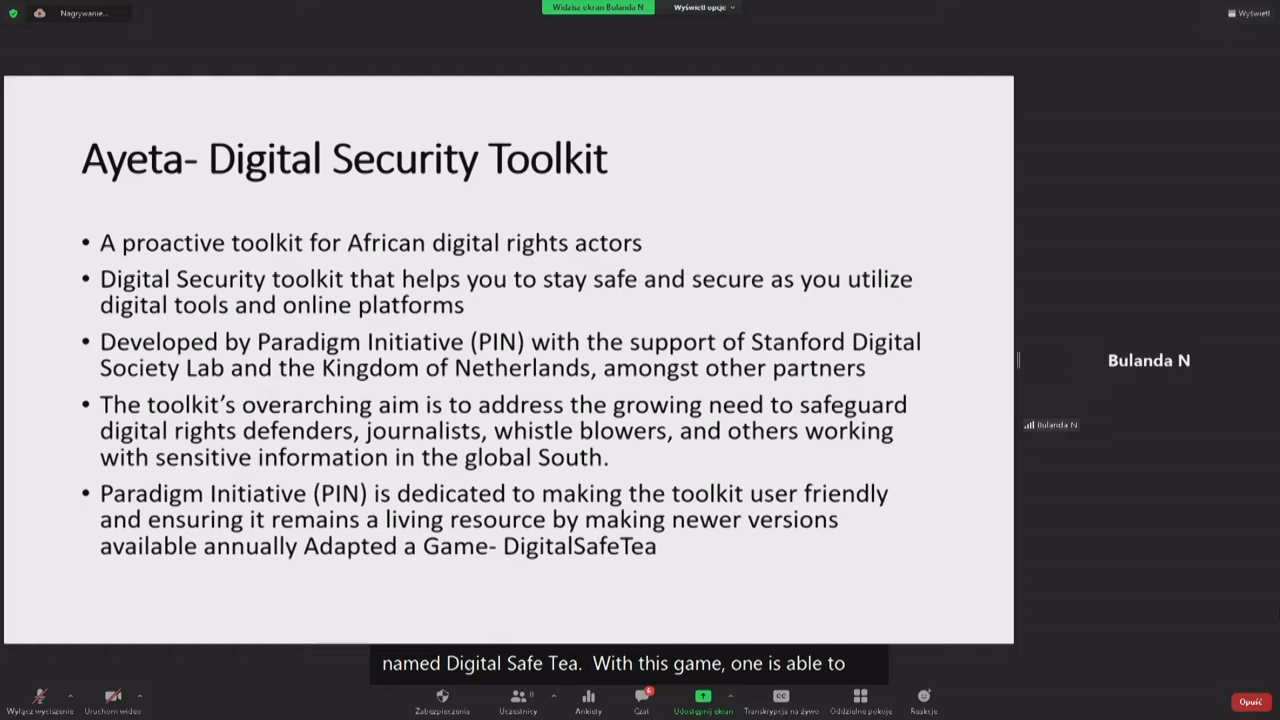 Nagrywanie...
Widzisz ekran Bulanda N
Wyświetl opcje
Wyświetl
Ayeta- Digital Security Toolkit
• A proactive toolkit for African digital rights actors
• Digital Security toolkit that helps you to stay safe and secure as you utilize
digital tools and online platforms
• Developed by Paradigm Initiative (PIN) with the support of Stanford Digital
Society Lab and the Kingdom of Netherlands, amongst other partners
• The toolkit's overarching aim is to address the growing need to safeguard
digital rights defenders, journalists, whistle blowers, and others working
with sensitive information in the global South.
• Paradigm Initiative (PIN) is dedicated to making the toolkit user friendly
and ensuring it remains a living resource by making newer versions
available annually Adapted a Game- DigitalSafeTea
Bulanda N
Bulanda N
named Digital Safe Tea. With this game, one is able to
Wyłącz wyciszenie
Uruchom wideo
Zabezpieczenia
Uczestnicy
8
Ankiety
Czat
6
Udostępnij ekran
CC
Transkrypcja na żywo
Oddzielne pokoje
Reakcje
Opuść